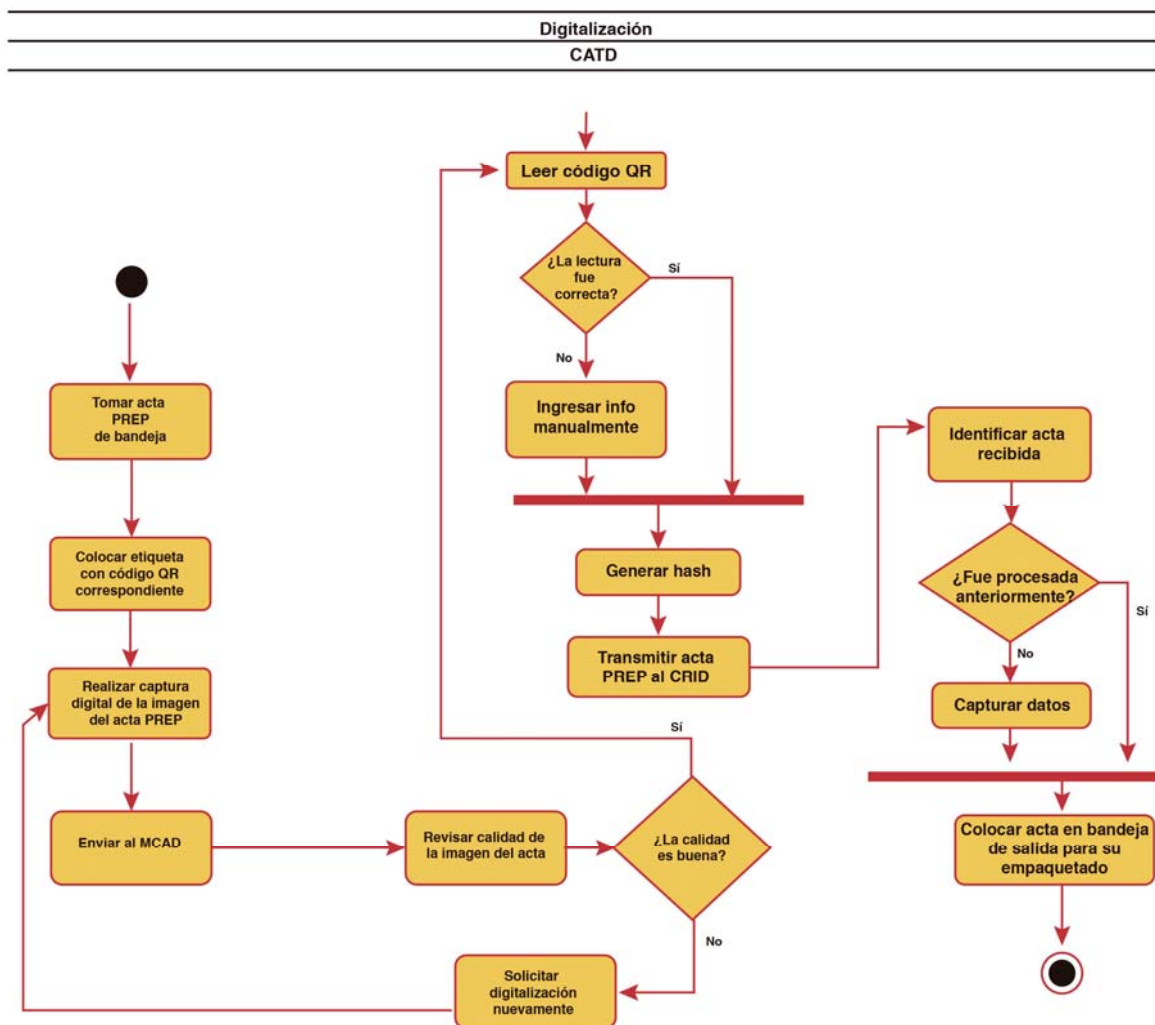 Digitalización
CATD
Tomar acta
PREP
de bandeja
Colocar etiqueta
con código QR
correspondiente
Realizar captura
digital de la imagen
del acta PREP
Enviar al MCAD
Revisar calidad de
la imagen del acta
¿La calidad
es buena?
No
Solicitar
digitalización
nuevamente
Sí
Leer código QR
¿La lectura
fue
correcta?
Sí
No
Ingresar info
manualmente
Generar hash
Transmitir acta
PREP al CRID
Identificar acta
recibida
¿Fue procesada
anteriormente?
Sí
No
Capturar datos
Colocar acta en bandeja
de salida para su
empaquetado